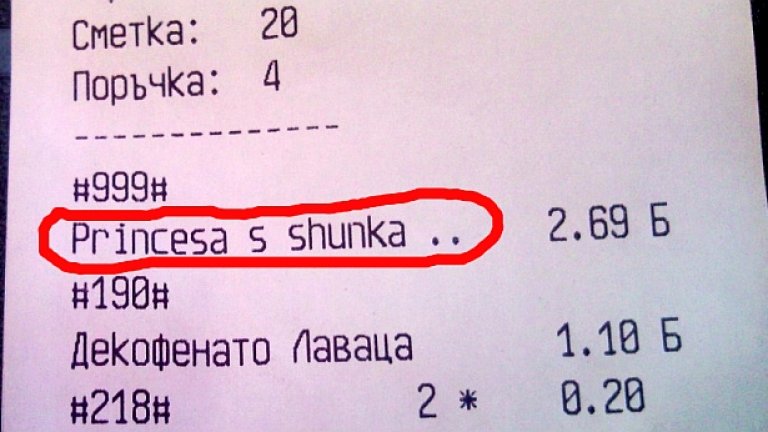 Сметка: 20
Поръчка: 4
--------------
#999#
Princesa s shunka .. 2.69 Б
#190#
Декофенато Лаваца 1.10 Б
#218# 2 * 0.20